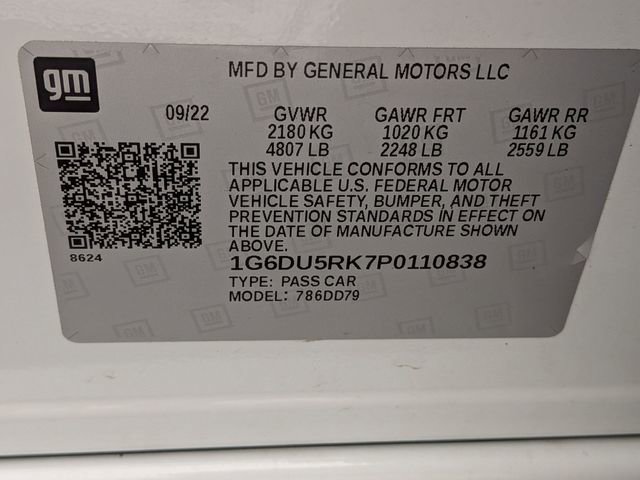 gm
MFD BY GENERAL MOTORS LLC
09/22 GVWR GAWR FRT GAWR RR
2180 KG 1020 KG 1161 KG
4807 LB 2248 LB 2559 LB
THIS VEHICLE CONFORMS TO ALL
APPLICABLE U.S. FEDERAL MOTOR
VEHICLE SAFETY, BUMPER, AND THEFT
PREVENTION STANDARDS IN EFFECT ON
THE DATE OF MANUFACTURE SHOWN
ABOVE.
8624
1G6DU5RK7P0110838
TYPE: PASS CAR
MODEL: 786DD79